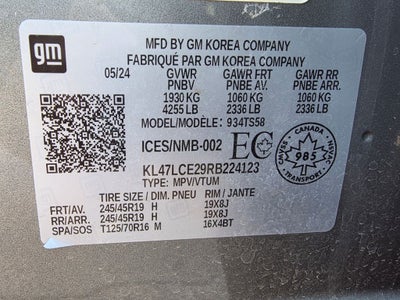 gm
MFD BY GM KOREA COMPANY
FABRIQUÉ PAR GM KOREA COMPANY
05/24 GVWR GAWR FRT GAWR RR
PNBV PNBE AV. PNBE ARR.
1930 KG 1060 KG 1060 KG
4255 LB 2336 LB 2336 LB
MODEL/MODÈLE: 934TS58
ICES/NMB-002 EC
CANADA
985
TRANSPORT
KL47LCE29RB224123
TYPE: MPV/VTUM
TIRE SIZE / DIM. PNEU RIM / JANTE
FRT/AV. 245/45R19 H 19X8J
RR/ARR. 245/45R19 H 19X8J
SPA/SOS T125/70R16 M 16X4BT